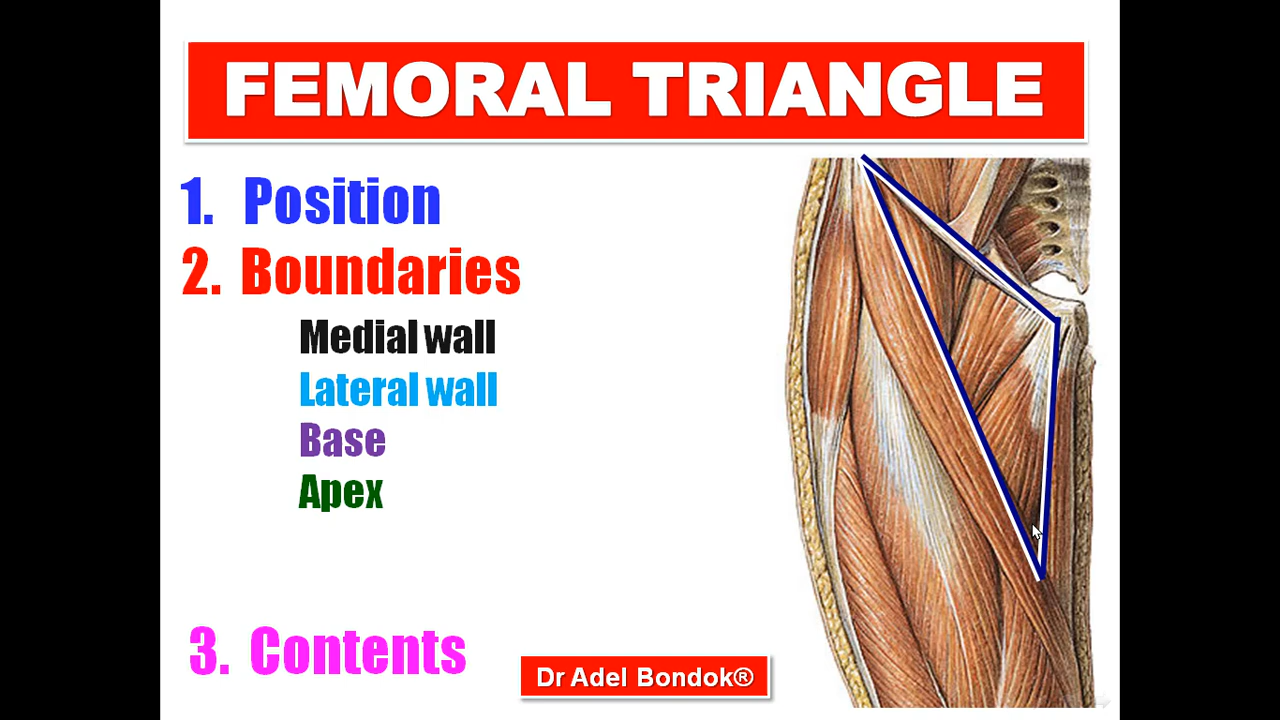 FEMORAL TRIANGLE
1. Position
2. Boundaries
Medial wall
Lateral wall
Base
Apex
3. Contents
Dr Adel Bondok®